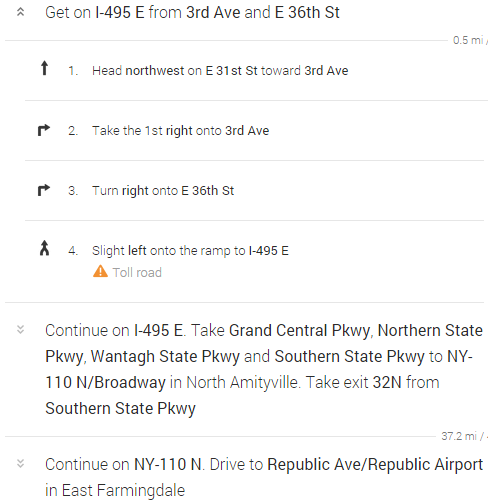 Get on I-495 E from 3rd Ave and E 36th St
0.5 mi /
1. Head northwest on E 31st St toward 3rd Ave
2. Take the 1st right onto 3rd Ave
3. Turn right onto E 36th St
4. Slight left onto the ramp to I-495 E
Toll road
Continue on I-495 E. Take Grand Central Pkwy, Northern State
Pkwy, Wantagh State Pkwy and Southern State Pkwy to NY-
110 N/Broadway in North Amityville. Take exit 32N from
Southern State Pkwy
37.2 mi /
Continue on NY-110 N. Drive to Republic Ave/Republic Airport
in East Farmingdale